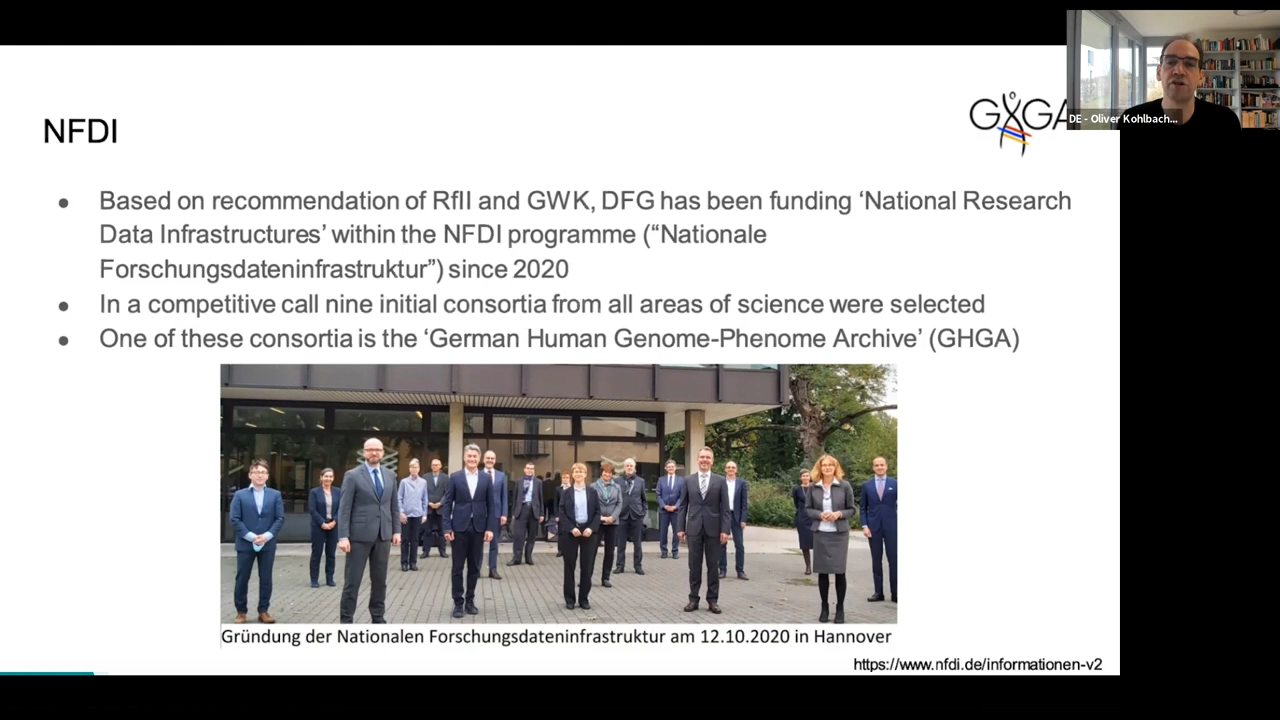 NFDI
GHGA
DE - Oliver Kohlbach...
● Based on recommendation of RfII and GWK, DFG has been funding ‘National Research
Data Infrastructures’ within the NFDI programme (“Nationale
Forschungsdateninfrastruktur”) since 2020
● In a competitive call nine initial consortia from all areas of science were selected
● One of these consortia is the ‘German Human Genome-Phenome Archive’ (GHGA)
Gründung der Nationalen Forschungsdateninfrastruktur am 12.10.2020 in Hannover
https://www.nfdi.de/informationen-v2